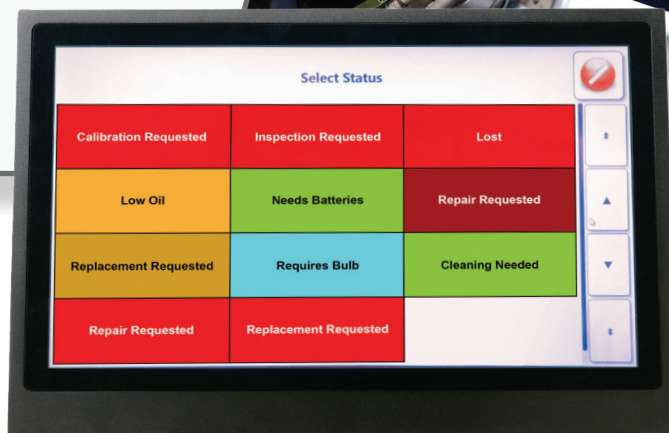 Select Status
Calibration Requested
Inspection Requested
Lost
Low Oil
Needs Batteries
Repair Requested
Replacement Requested
Requires Bulb
Cleaning Needed
Repair Requested
Replacement Requested